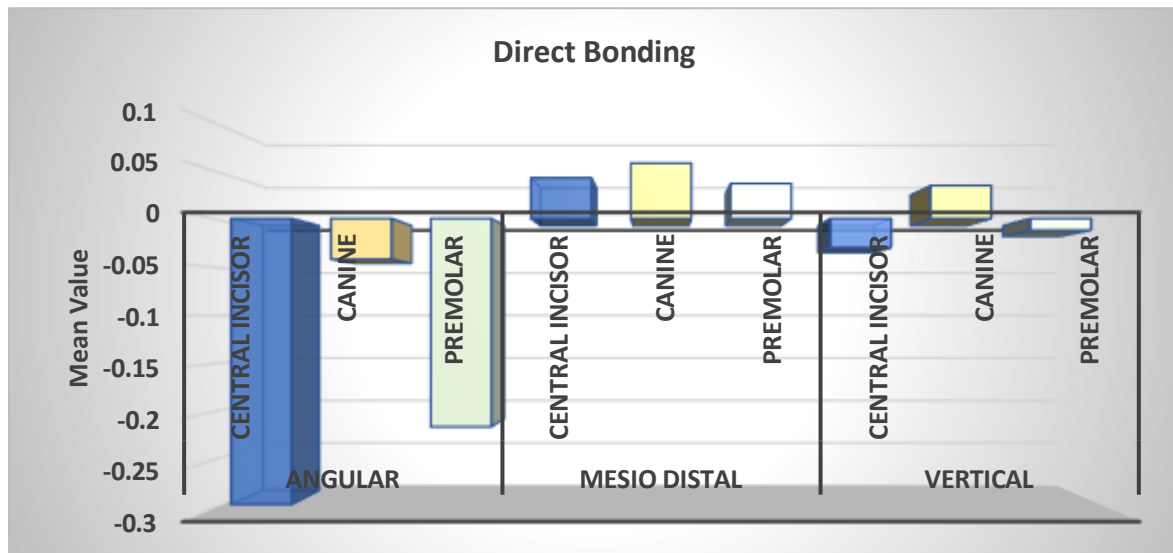 Direct Bonding
Mean Value
0.1
0.05
0
-0.05
-0.1
-0.15
-0.2
-0.25
-0.3
CENTRAL INCISOR
CANINE
PREMOLAR
CENTRAL INCISOR
CANINE
PREMOLAR
CENTRAL INCISOR
CANINE
PREMOLAR
ANGULAR
MESIO DISTAL
VERTICAL